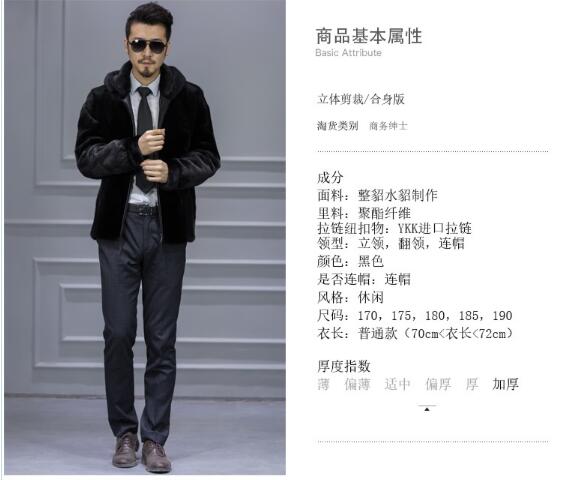 商品基本属性
Basic Attribute
立体剪裁/合身版
淘货类别 商务绅士
成分
面料：整貂水貂制作
里料：聚酯纤维
拉链纽扣物：YKK进口拉链
领型：立领，翻领，连帽
颜色：黑色
是否连帽：连帽
风格：休闲
尺码：170，175，180，185，190
衣长：普通款（70cm<衣长<72cm）
厚度指数
薄 偏薄 适中 偏厚 厚 加厚